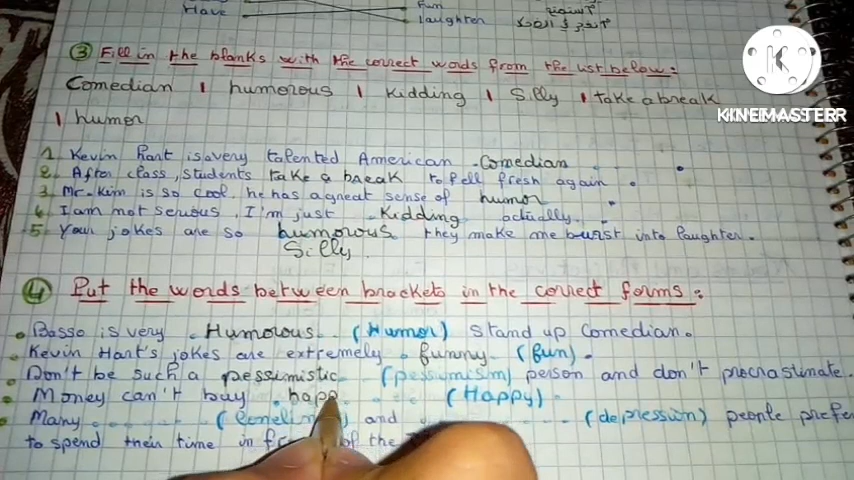 Have Fun
laughter
3 Fill in the blanks with the correct words from the list below:
Comedian | humorous | kidding | Silly | take a break
| humor
1 Kevin Hart is a very talented American Comedian
2 After class, students take a break to fell fresh again.
3 Mr. Kim is so cool, he has a great sense of humor.
4 I am not serious, I'm just Kidding actually.
5 Your jokes are so humorous they make me burst into laughter.
Silly
4 Put the words between brackets in the correct forms:
Basso is very Humorous (Humor) Stand up Comedian.
Kevin Hart's jokes are extremely funny (fun).
Don't be such a pessimistic (pessimism) person and don't procrastinate.
Money can't buy happ (Happy).
Many ........ and ........ (depression) people prefer
to spend their time in of the
KINEMASTER